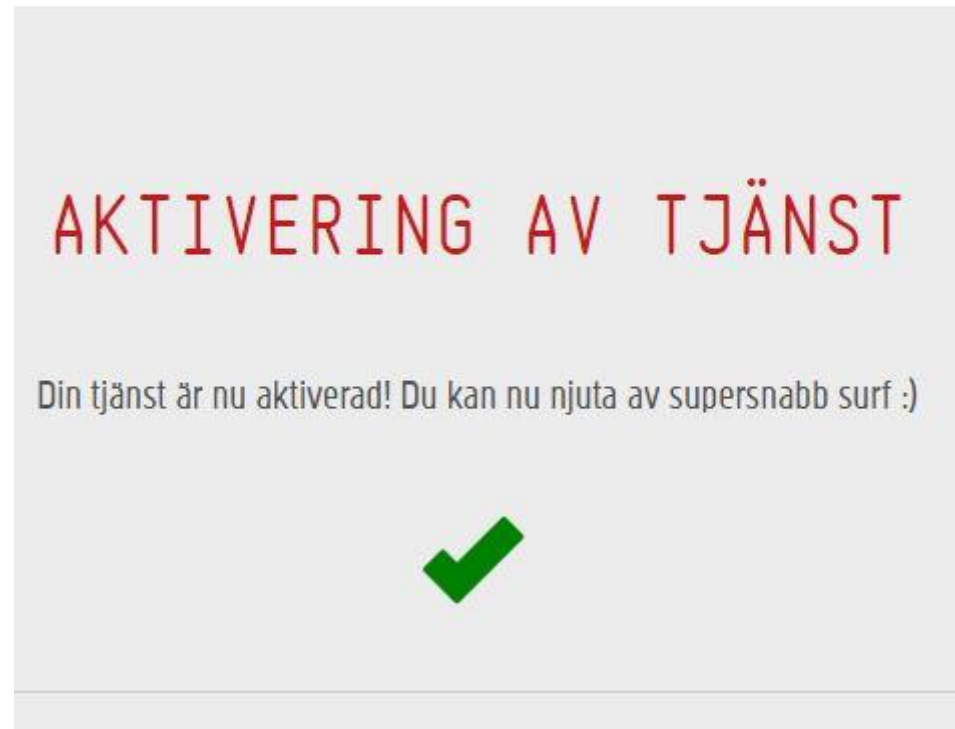 AKTIVERING AV TJÄNST
Din tjänst är nu aktiverad! Du kan nu njuta av supersnabb surf :)